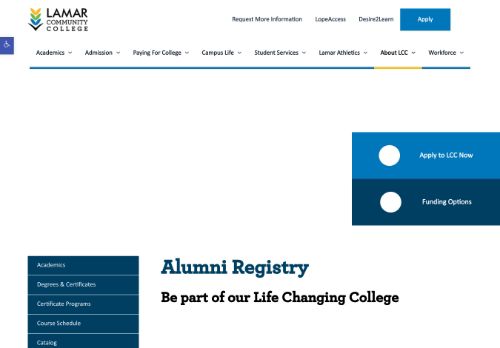 LAMAR
COMMUNITY
COLLEGE
Request More Information LopeAccess Desire2Learn Apply
Academics Admission Paying For College Campus Life Student Services Lamar Athletics About LCC Workforce
Apply to LCC Now
Funding Options
Academics
Degrees & Certificates
Certificate Programs
Course Schedule
Catalog
Alumni Registry
Be part of our Life Changing College